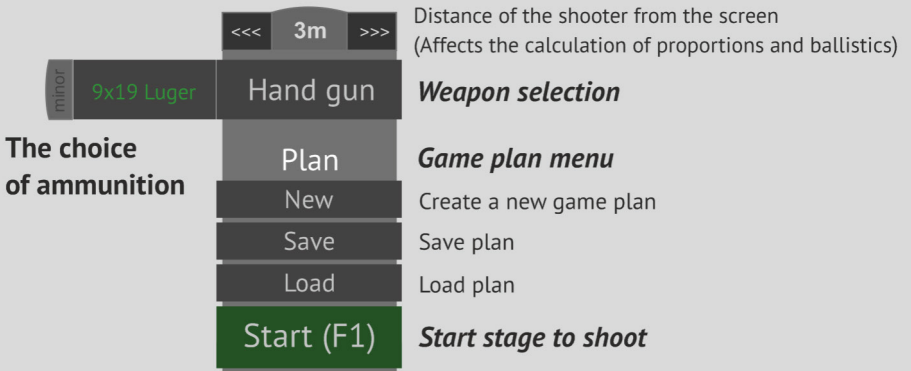 <<< 3m >>>
Distance of the shooter from the screen
(Affects the calculation of proportions and ballistics)
minor 9x19 Luger Hand gun Weapon selection
The choice
of ammunition
Plan Game plan menu
New Create a new game plan
Save Save plan
Load Load plan
Start (F1) Start stage to shoot